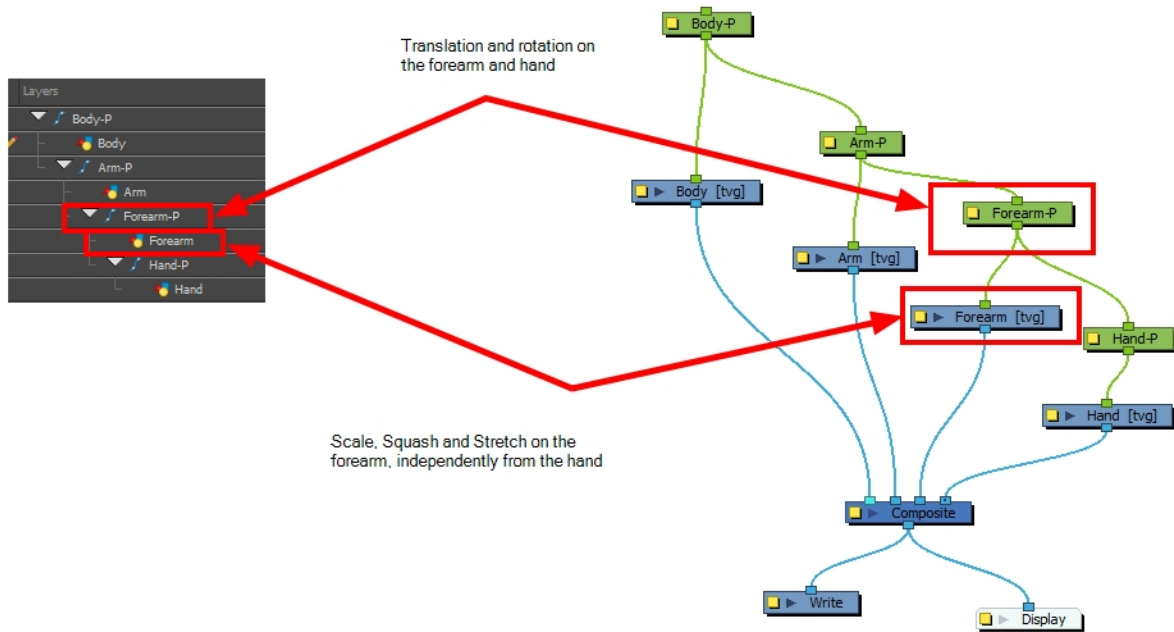 Body-P
Translation and rotation on
the forearm and hand
Layers
Body-P
Body
Arm-P
Arm
Forearm-P
Forearm
Hand-P
Hand
Arm-P
Body [tvg]
Forearm-P
Arm [tvg]
Forearm [tvg]
Hand-P
Hand [tvg]
Scale, Squash and Stretch on the
forearm, independently from the hand
Composite
Write
Display